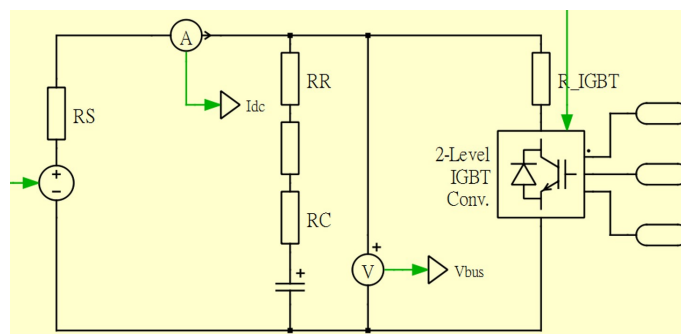 A
RR
R_IGBT
Idc
RS
2-Level
IGBT
Conv.
RC
V
Vbus